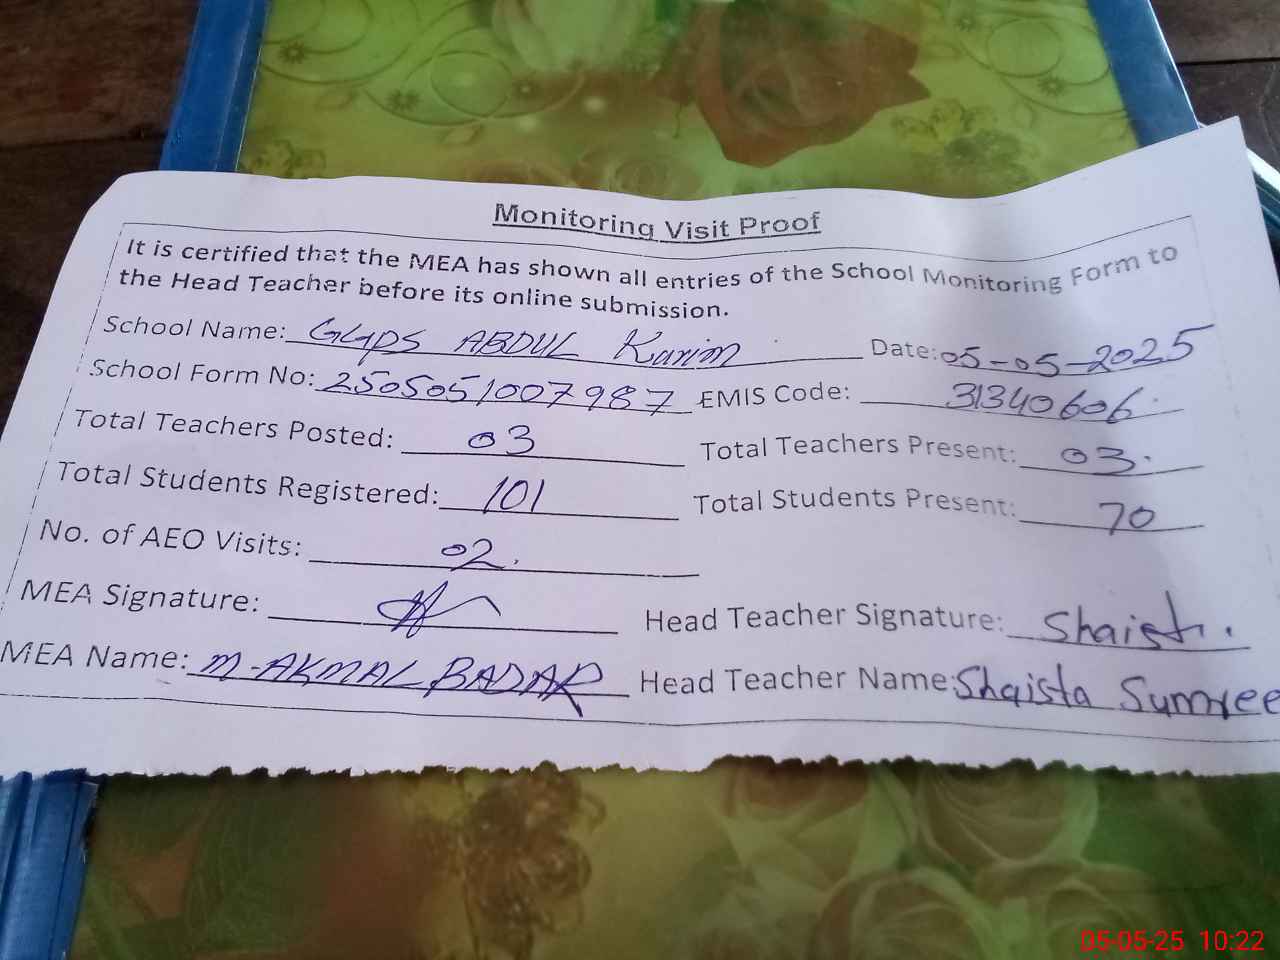 Monitoring Visit Proof
It is certified that the MEA has shown all entries of the School Monitoring Form to
the Head Teacher before its online submission.
School Name: GGPS ABDUL Karim Date: 05-05-2025
School Form No: 2505051007987 EMIS Code: 31340606
Total Teachers Posted: 03 Total Teachers Present: 03
Total Students Registered: 101 Total Students Present: 70
No. of AEO Visits: 02.
MEA Signature: Head Teacher Signature:
MEA Name: M-AKMAL BADAR Head Teacher Name: Shaista
05-05-25 10:22